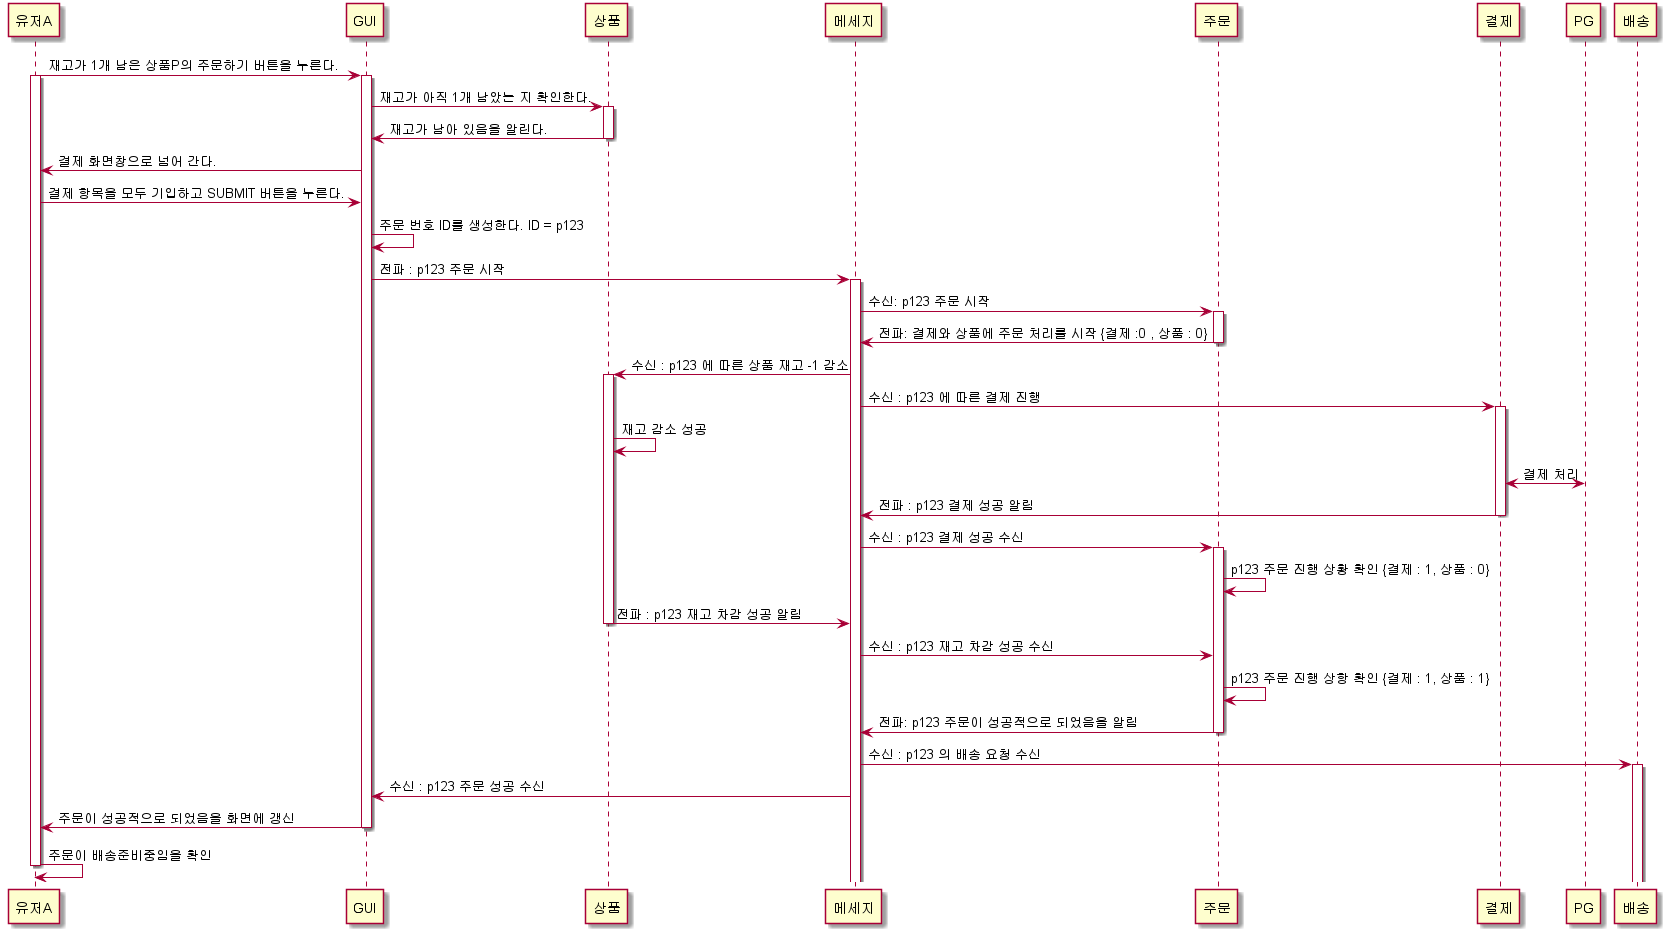 유저A GUI 상품 메세지 주문 결제 PG 배송
재고가 1개 남은 상품P의 주문하기 버튼을 누른다.
재고가 아직 1개 남았는 지 확인한다.
재고가 남아 있음을 알린다.
결제 화면창으로 넘어 간다.
결제 항목을 모두 기입하고 SUBMIT 버튼을 누른다.
주문 번호 ID를 생성한다. ID = p123
전파 : p123 주문 시작
수신: p123 주문 시작
전파: 결제와 상품에 주문 처리를 시작 {결제 :0 , 상품 : 0}
수신 : p123 에 따른 상품 재고 -1 감소
수신 : p123 에 따른 결제 진행
재고 감소 성공
결제 처리
전파 : p123 결제 성공 알림
수신 : p123 결제 성공 수신
p123 주문 진행 상황 확인 {결제 : 1, 상품 : 0}
전파 : p123 재고 차감 성공 알림
수신 : p123 재고 차감 성공 수신
p123 주문 진행 상항 확인 {결제 : 1, 상품 : 1}
전파: p123 주문이 성공적으로 되었음을 알림
수신 : p123 의 배송 요청 수신
수신 : p123 주문 성공 수신
주문이 성공적으로 되었음을 화면에 갱신
주문이 배송준비중임을 확인
유저A GUI 상품 메세지 주문 결제 PG 배송